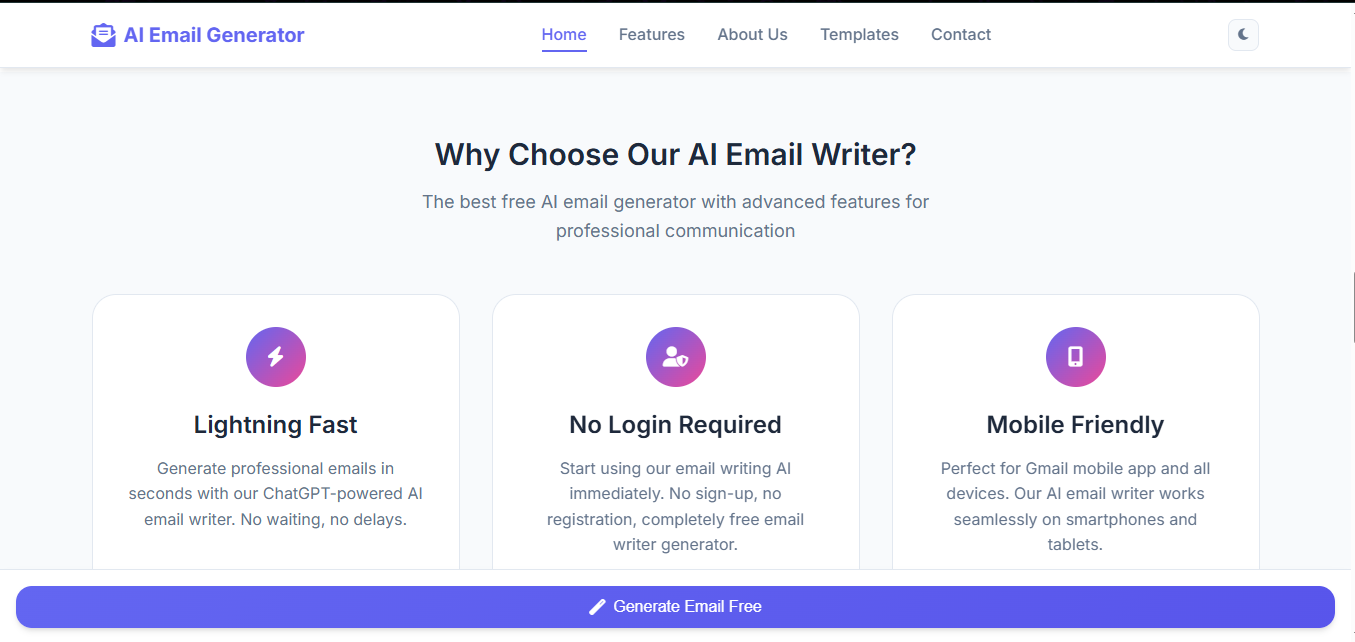 AI Email Generator
Home Features About Us Templates Contact
Why Choose Our AI Email Writer?
The best free AI email generator with advanced features for
professional communication
Lightning Fast
Generate professional emails in
seconds with our ChatGPT-powered AI
email writer. No waiting, no delays.
No Login Required
Start using our email writing AI
immediately. No sign-up, no
registration, completely free email
writer generator.
Mobile Friendly
Perfect for Gmail mobile app and all
devices. Our AI email writer works
seamlessly on smartphones and
tablets.
Generate Email Free